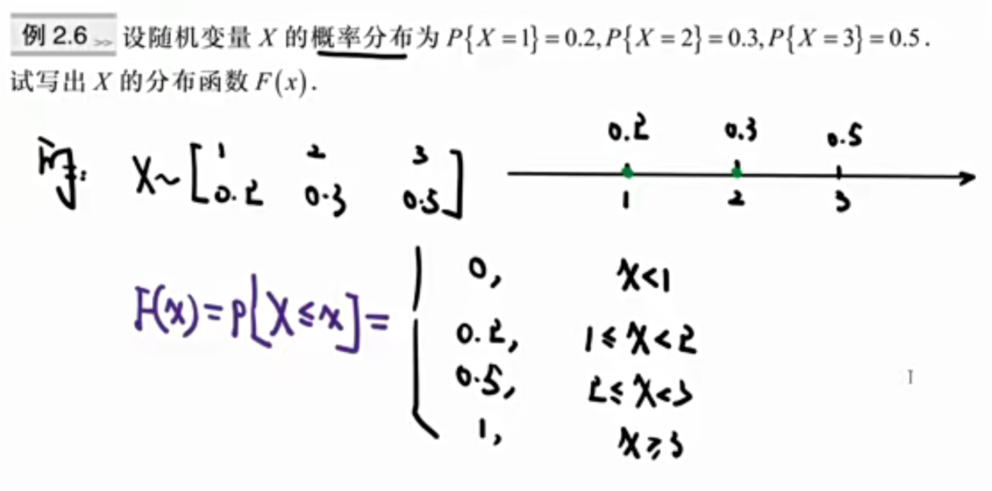 例 2.6 >> 设随机变量 X 的概率分布为 P{X=1}=0.2,P{X=2}=0.3,P{X=3}=0.5.
试写出 X 的分布函数 F(x).
0.2 0.3 0.5
X~[1 2 3
0.2 0.3 0.5]
1 2 3
0, x<1
F(x)=P{X≤x}=
0.2, 1≤x<2
0.5, 2≤x<3
1, x≥3